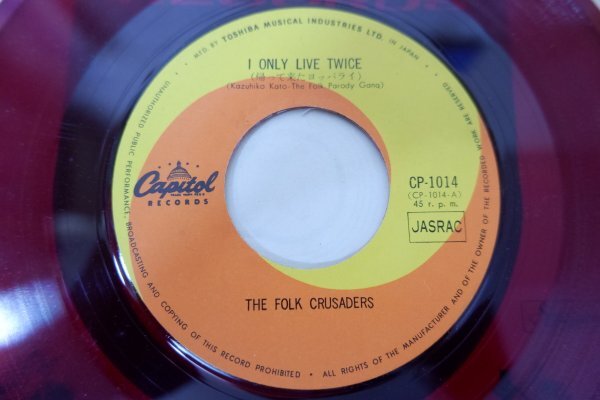 MFD. BY TOSHIBA MUSICAL INDUSTRIES LTD. IN JAPAN
I ONLY LIVE TWICE
(帰って来たヨッパライ)
(Kazuhiko Kato-The Folk Parody Gang)
Capitol
RECORDS
CP-1014
(CP-1014-A)
45 r.p.m.
JASRAC
THE FOLK CRUSADERS
UNAUTHORIZED PUBLIC PERFORMANCE, BROADCASTING AND COPYING OF THIS RECORD PROHIBITED • ALL RIGHTS OF THE MANUFACTURER AND OF THE OWNER OF THE RECORDED WORK ARE RESERVED